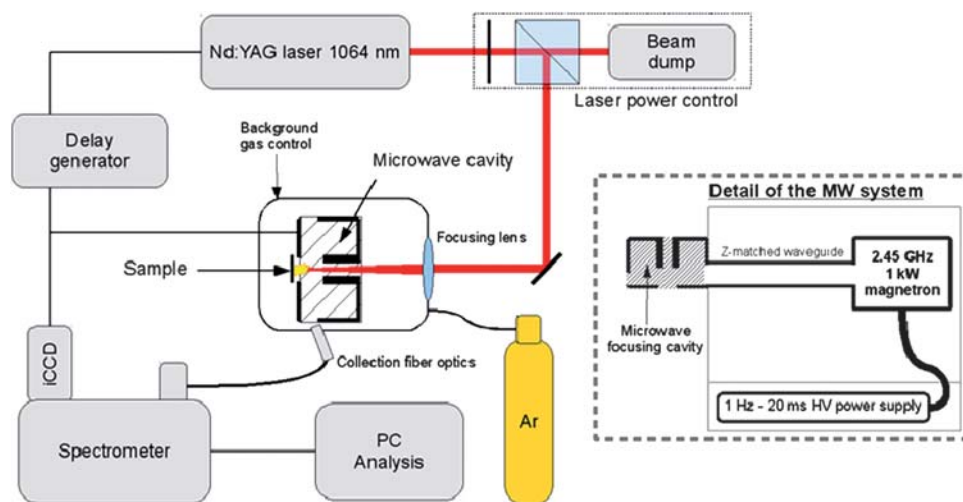 Nd:YAG laser 1064 nm
Beam
dump
Laser power control
Delay
generator
Background
gas control
Microwave cavity
Focusing lens
Sample
Collection fiber optics
iCCD
Spectrometer
PC
Analysis
Ar
Detail of the MW system
Z-matched waveguide
2.45 GHz
1 kW
magnetron
Microwave
focusing cavity
1 Hz - 20 ms HV power supply